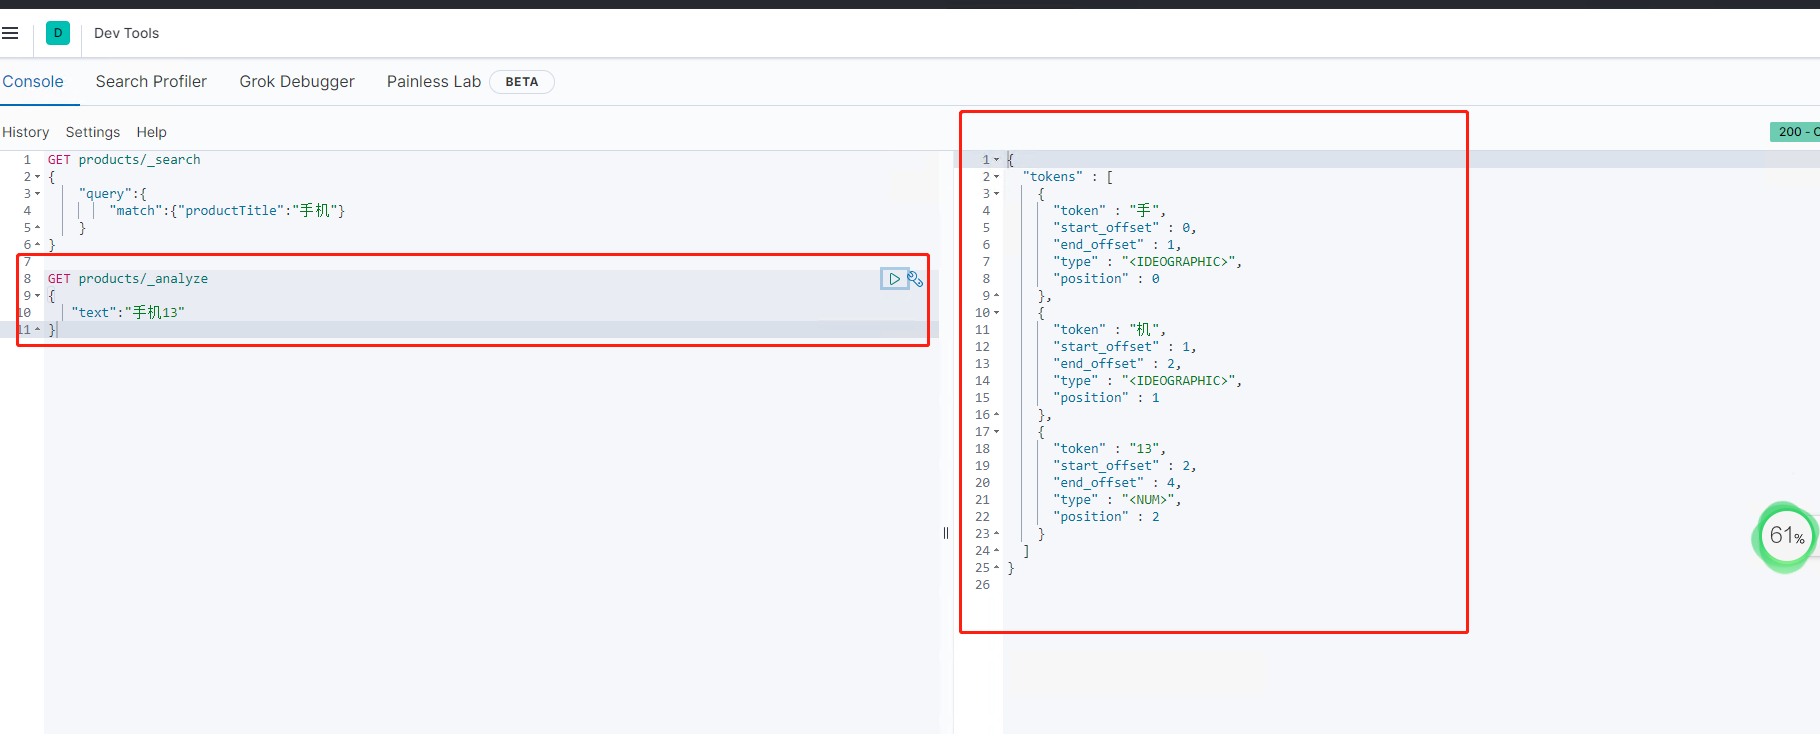 D Dev Tools
Console Search Profiler Grok Debugger Painless Lab BETA
History Settings Help
200 - O
1 GET products/_search
2 {
3 "query":{
4 "match":{"productTitle":"手机"}
5 }
6 }
7
8 GET products/_analyze
9 {
10 "text":"手机13"
11 }
1 {
2 "tokens" : [
3 {
4 "token" : "手",
5 "start_offset" : 0,
6 "end_offset" : 1,
7 "type" : "<IDEOGRAPHIC>",
8 "position" : 0
9 },
10 {
11 "token" : "机",
12 "start_offset" : 1,
13 "end_offset" : 2,
14 "type" : "<IDEOGRAPHIC>",
15 "position" : 1
16 },
17 {
18 "token" : "13",
19 "start_offset" : 2,
20 "end_offset" : 4,
21 "type" : "<NUM>",
22 "position" : 2
23 }
24 ]
25 }
26
61%